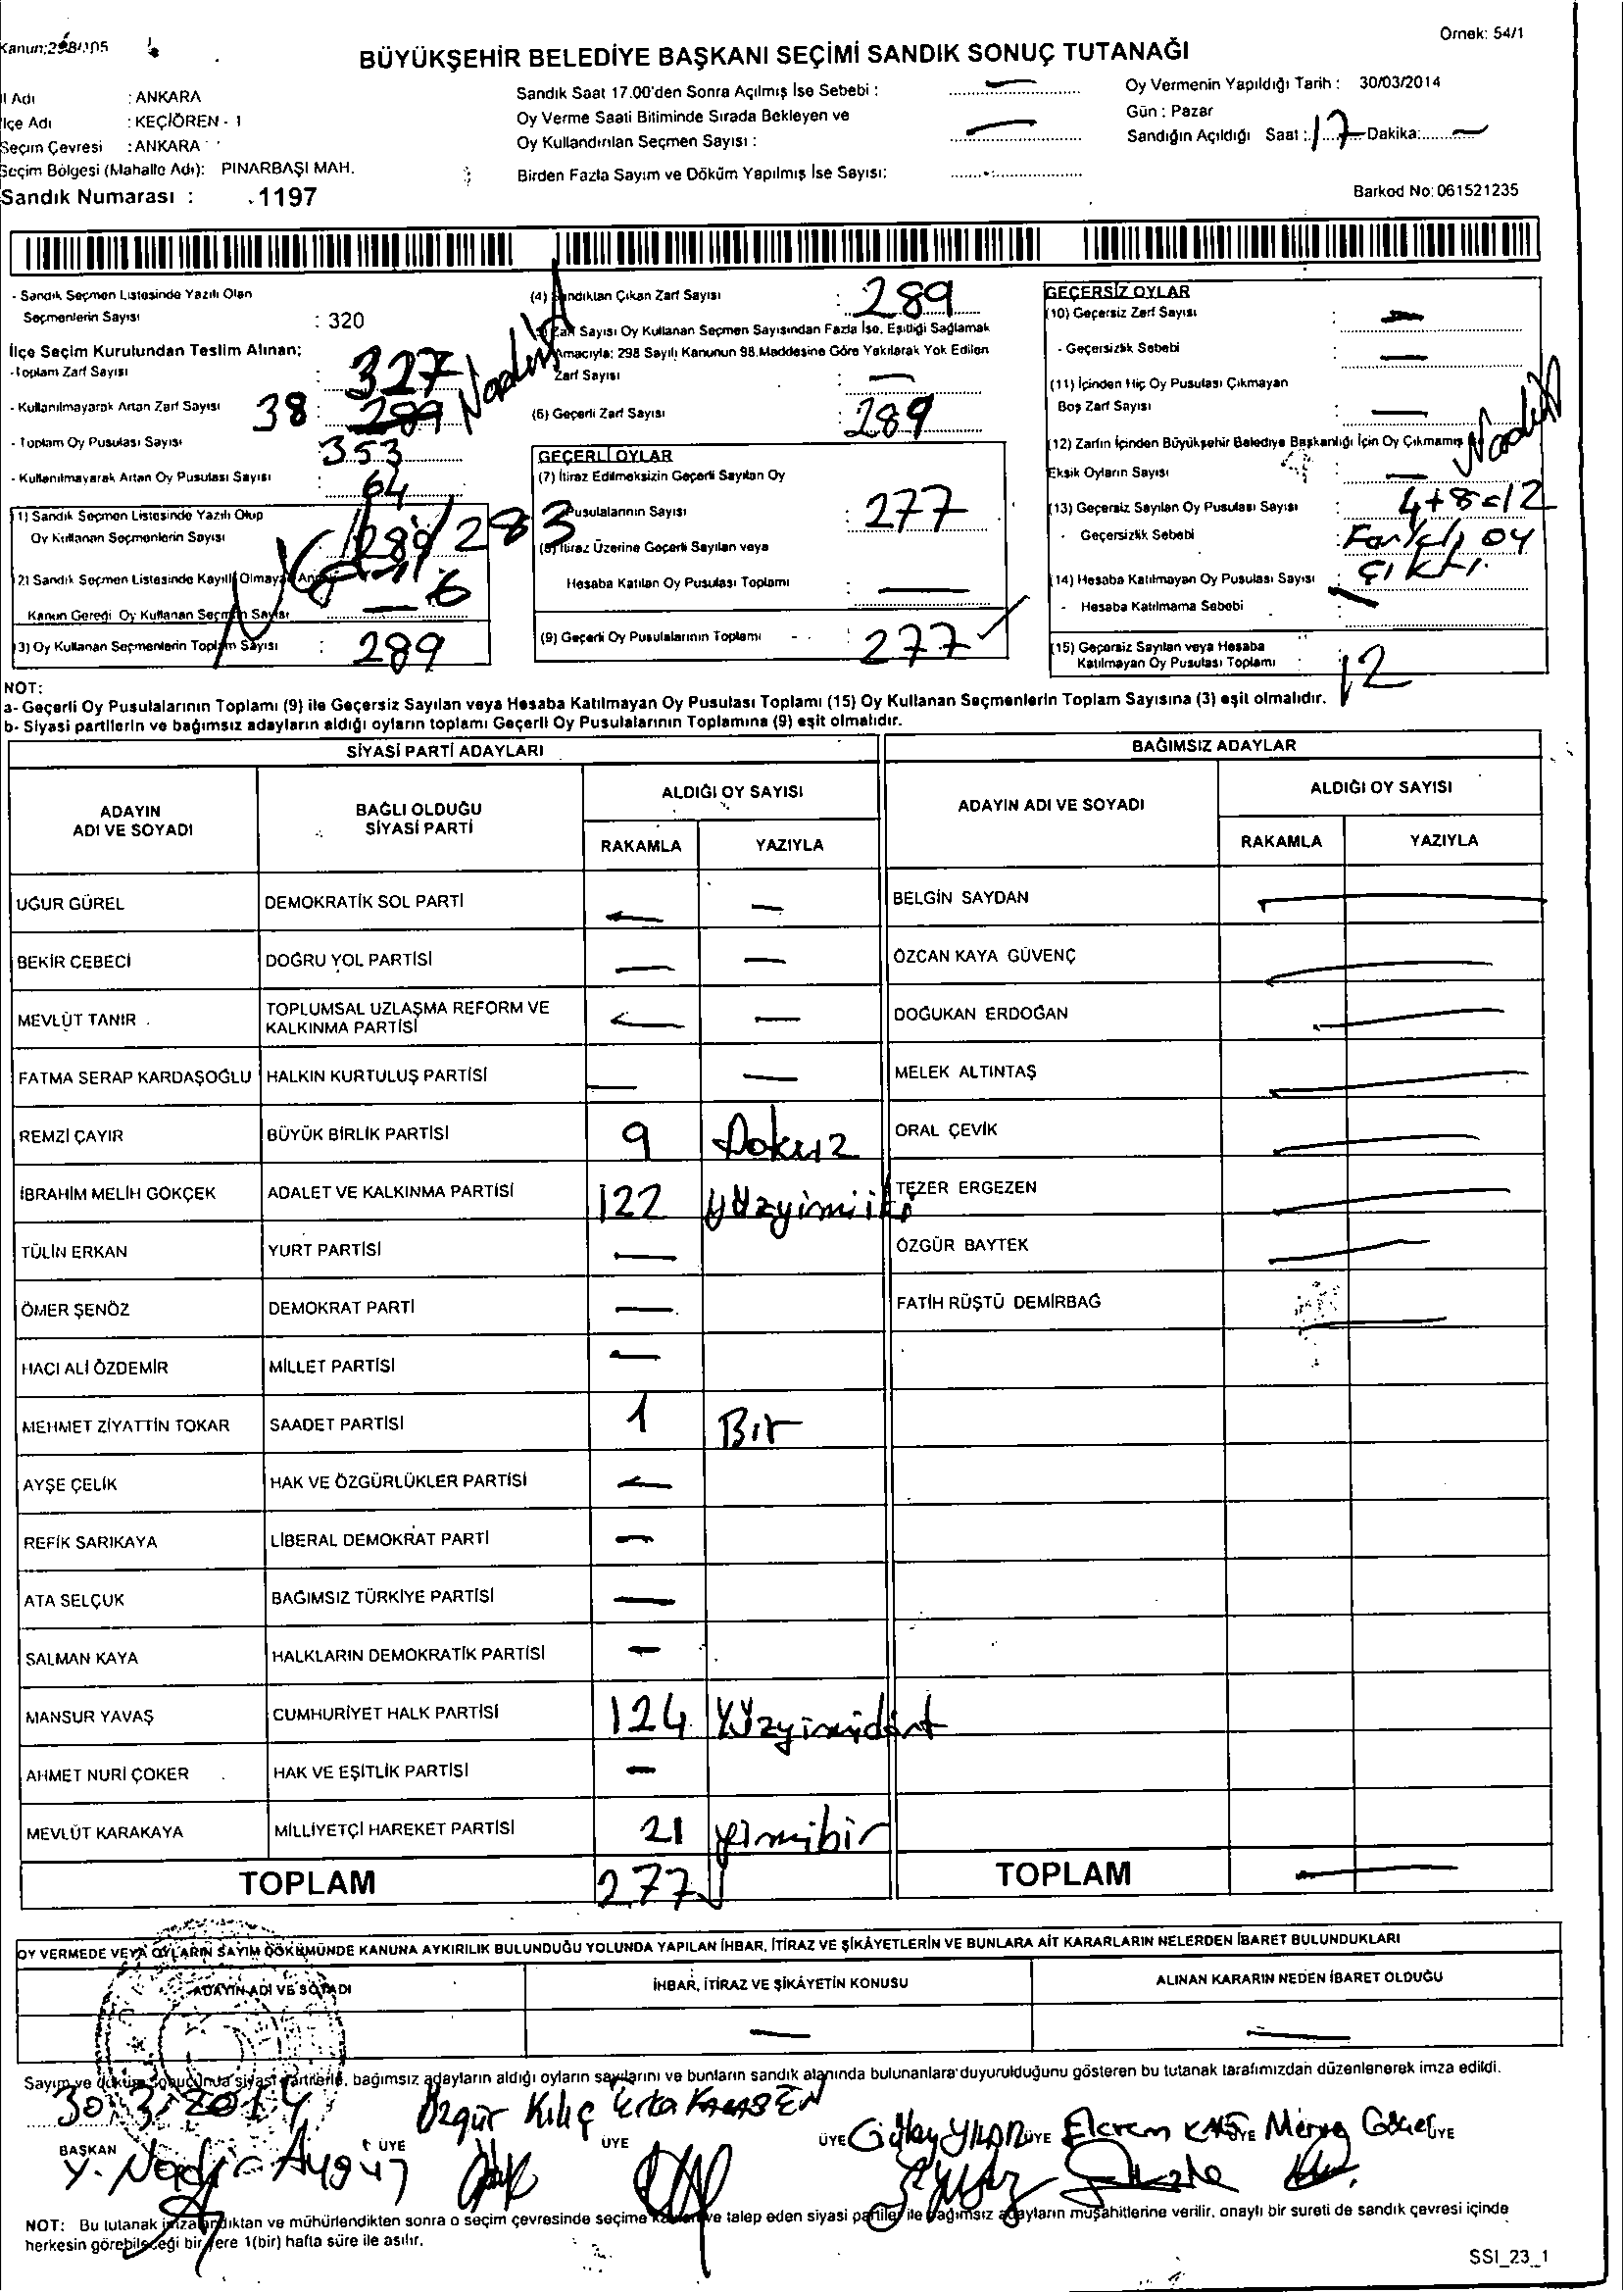 Kanun:298/105
Örnek: 54/1
BÜYÜKŞEHİR BELEDİYE BAŞKANI SEÇİMİ SANDIK SONUÇ TUTANAĞI
İl Adı : ANKARA
İlçe Adı : KEÇİÖREN - 1
Seçim Çevresi : ANKARA
Seçim Bölgesi (Mahalle Adı): PINARBAŞI MAH.
Sandık Numarası : 1197
Sandık Saat 17.00'den Sonra Açılmış İse Sebebi :
Oy Verme Saati Bitiminde Sırada Bekleyen ve
Oy Kullandırılan Seçmen Sayısı :
Birden Fazla Sayım ve Döküm Yapılmış İse Sayısı:
Oy Vermenin Yapıldığı Tarih : 30/03/2014
Gün : Pazar
Sandığın Açıldığı Saat : 17 Dakika: —
Barkod No: 061521235
- Sandık Seçmen Listesinde Yazılı Olan
Seçmenlerin Sayısı : 320
İlçe Seçim Kurulundan Teslim Alınan;
-Toplam Zarf Sayısı : 327
- Kullanılmayarak Artan Zarf Sayısı 38 : 289
- Toplam Oy Pusulası Sayısı : 353
- Kullanılmayarak Artan Oy Pusulası Sayısı : 64
(1) Sandık Seçmen Listesinde Yazılı Olup
Oy Kullanan Seçmenlerin Sayısı 283
(2) Sandık Seçmen Listesinde Kayıtlı Olmayan Ancak
Kanun Gereği Oy Kullanan Seçmen Sayısı 6
(3) Oy Kullanan Seçmenlerin Toplam Sayısı : 289
(4) Sandıktan Çıkan Zarf Sayısı : 289
(5) Zarf Sayısı Oy Kullanan Seçmen Sayısından Fazla İse, Eşitliği Sağlamak
Amacıyla; 298 Sayılı Kanunun 98.Maddesine Göre Yakılarak Yok Edilen
Zarf Sayısı : —
(6) Geçerli Zarf Sayısı : 289
GEÇERLİ OYLAR
(7) İtiraz Edilmeksizin Geçerli Sayılan Oy
Pusulalarının Sayısı : 277
(8) İtiraz Üzerine Geçerli Sayılan veya
Hesaba Katılan Oy Pusulası Toplamı : —
(9) Geçerli Oy Pusulalarının Toplamı : 277
GEÇERSİZ OYLAR
(10) Geçersiz Zarf Sayısı : —
- Geçersizlik Sebebi : —
(11) İçinden Hiç Oy Pusulası Çıkmayan
Boş Zarf Sayısı : —
(12) Zarfın İçinden Büyükşehir Belediye Başkanlığı İçin Oy Çıkmamış
Eksik Oyların Sayısı : —
(13) Geçersiz Sayılan Oy Pusulası Sayısı : 4+8=12
- Geçersizlik Sebebi : Farklı oy
çıktı.
(14) Hesaba Katılmayan Oy Pusulası Sayısı : —
- Hesaba Katılmama Sebebi :
(15) Geçersiz Sayılan veya Hesaba
Katılmayan Oy Pusulası Toplamı : 12
NOT:
a- Geçerli Oy Pusulalarının Toplamı (9) ile Geçersiz Sayılan veya Hesaba Katılmayan Oy Pusulası Toplamı (15) Oy Kullanan Seçmenlerin Toplam Sayısına (3) eşit olmalıdır.
b- Siyasi partilerin ve bağımsız adayların aldığı oyların toplamı Geçerli Oy Pusulalarının Toplamına (9) eşit olmalıdır.
SİYASİ PARTİ ADAYLARI
ADAYIN
ADI VE SOYADI
BAĞLI OLDUĞU
SİYASİ PARTİ
ALDIĞI OY SAYISI
RAKAMLA YAZIYLA
UĞUR GÜREL DEMOKRATİK SOL PARTİ — —
BEKİR CEBECİ DOĞRU YOL PARTİSİ — —
MEVLÜT TANIR TOPLUMSAL UZLAŞMA REFORM VE
KALKINMA PARTİSİ — —
FATMA SERAP KARDAŞOĞLU HALKIN KURTULUŞ PARTİSİ — —
REMZİ ÇAYIR BÜYÜK BİRLİK PARTİSİ 9 Dokuz
İBRAHİM MELİH GÖKÇEK ADALET VE KALKINMA PARTİSİ 122 Yüzyirmiiki
TÜLİN ERKAN YURT PARTİSİ —
ÖMER ŞENÖZ DEMOKRAT PARTİ —
HACI ALİ ÖZDEMİR MİLLET PARTİSİ —
MEHMET ZİYATTİN TOKAR SAADET PARTİSİ 1 Bir
AYŞE ÇELİK HAK VE ÖZGÜRLÜKLER PARTİSİ —
REFİK SARIKAYA LİBERAL DEMOKRAT PARTİ —
ATA SELÇUK BAĞIMSIZ TÜRKİYE PARTİSİ —
SALMAN KAYA HALKLARIN DEMOKRATİK PARTİSİ —
MANSUR YAVAŞ CUMHURİYET HALK PARTİSİ 124 Yüzyirmidört
AHMET NURİ ÇOKER HAK VE EŞİTLİK PARTİSİ —
MEVLÜT KARAKAYA MİLLİYETÇİ HAREKET PARTİSİ 21 yirmibir
TOPLAM 277
BAĞIMSIZ ADAYLAR
ADAYIN ADI VE SOYADI
ALDIĞI OY SAYISI
RAKAMLA YAZIYLA
BELGİN SAYDAN —
ÖZCAN KAYA GÜVENÇ —
DOĞUKAN ERDOĞAN —
MELEK ALTINTAŞ —
ORAL ÇEVİK —
TEZER ERGEZEN —
ÖZGÜR BAYTEK —
FATİH RÜŞTÜ DEMİRBAĞ —
TOPLAM —
OY VERMEDE VEYA OYLARIN SAYIM DÖKÜMÜNDE KANUNA AYKIRILIK BULUNDUĞU YOLUNDA YAPILAN İHBAR, İTİRAZ VE ŞİKÂYETLERİN VE BUNLARA AİT KARARLARIN NELERDEN İBARET BULUNDUKLARI
ADAYIN ADI VE SOYADI
İHBAR, İTİRAZ VE ŞİKÂYETİN KONUSU
ALINAN KARARIN NEDEN İBARET OLDUĞU
Sayım ve döküm sonucunda siyasi partilerle, bağımsız adayların aldığı oyların sayılarını ve bunların sandık alanında bulunanlara duyurulduğunu gösteren bu tutanak tarafımızdan düzenlenerek imza edildi.
30.3.2014 Özgür Kılıç
BAŞKAN ÜYE ÜYE ÜYE ÜYE ÜYE ÜYE
NOT: Bu tutanak imzalandıktan ve mühürlendikten sonra o seçim çevresinde seçime katılan ve talep eden siyasi partiler ile bağımsız adayların müşahitlerine verilir, onaylı bir sureti de sandık çevresi içinde
herkesin görebileceği bir yere 1(bir) hafta süre ile asılır.
SSI_23_1